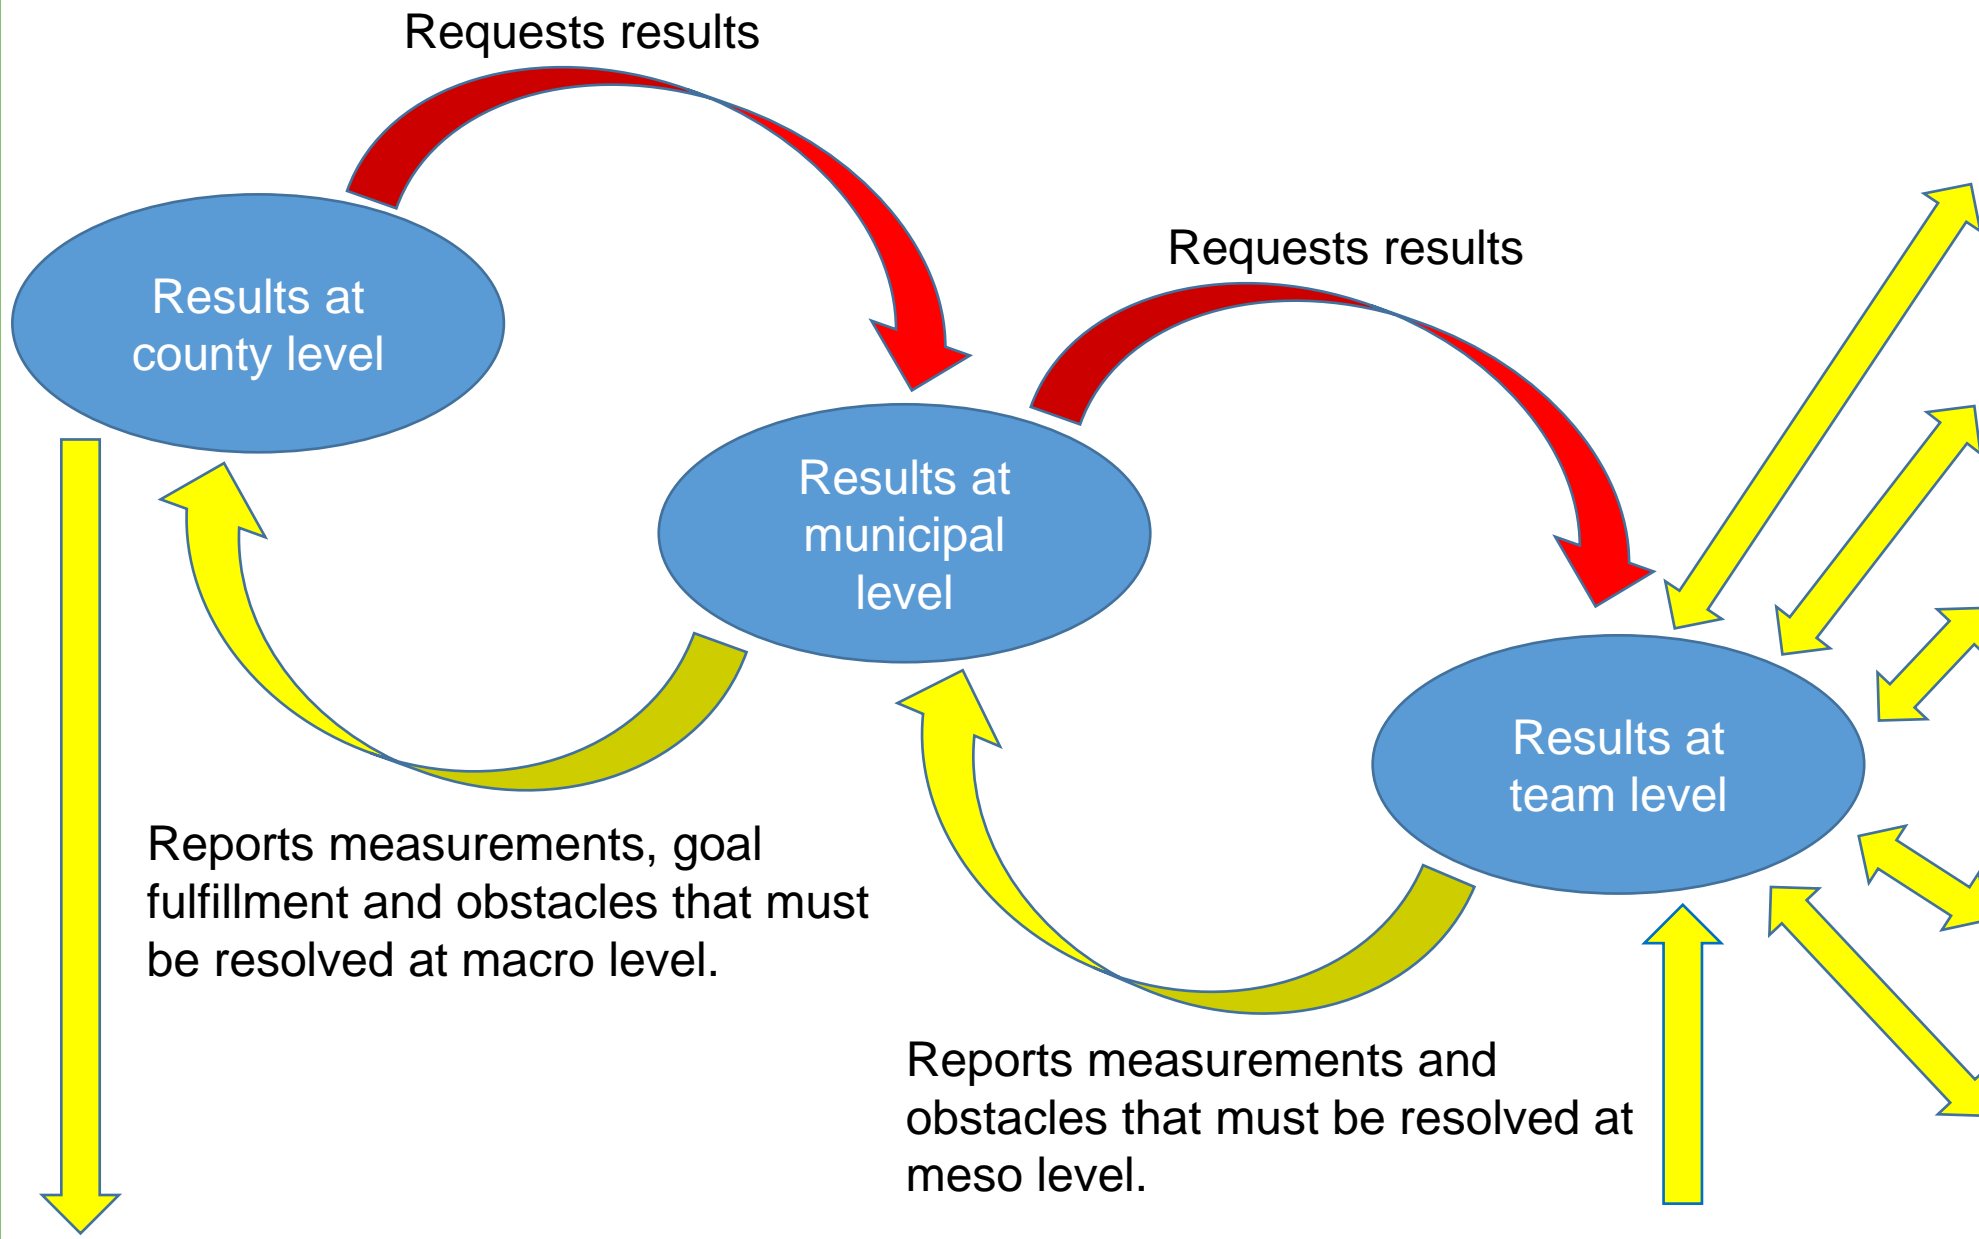 Requests results
Results at
county level
Requests results
Results at
municipal
level
Results at
team level
Reports measurements, goal
fulfillment and obstacles that must
be resolved at macro level.
Reports measurements and
obstacles that must be resolved at
meso level.